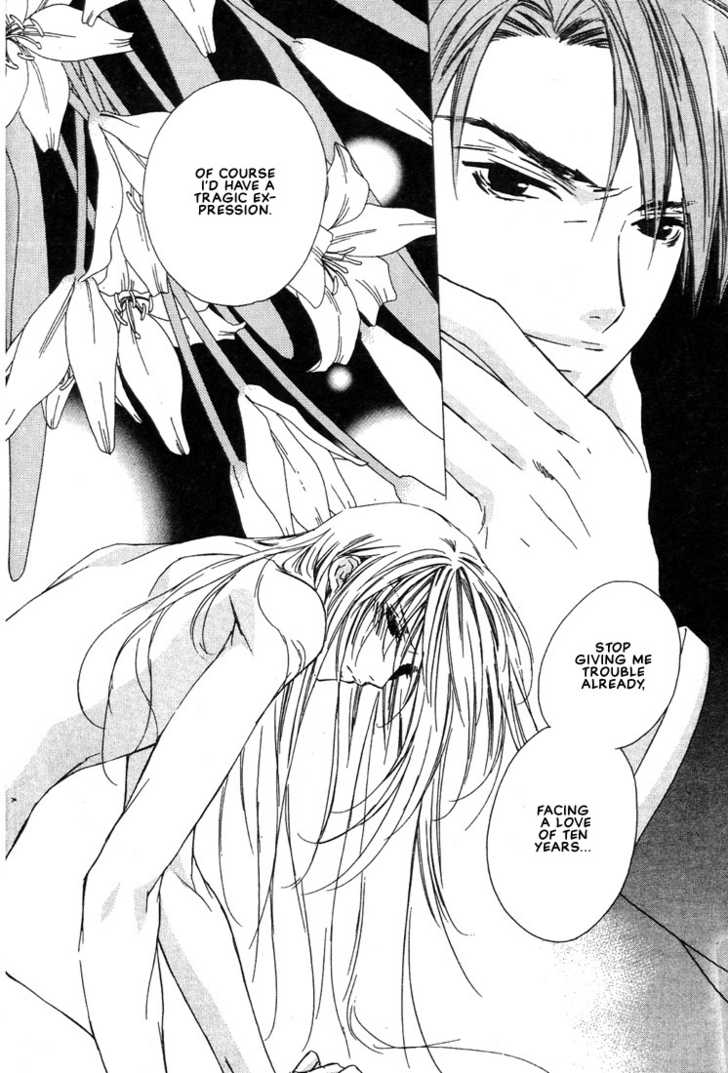 STOP
GIVING ME
TROUBLE
ALREADY,
FACING
A LOVE
OF TEN
YEARS...
OF COURSE
I'D HAVE A
TRAGIC EX-
PRESSION.